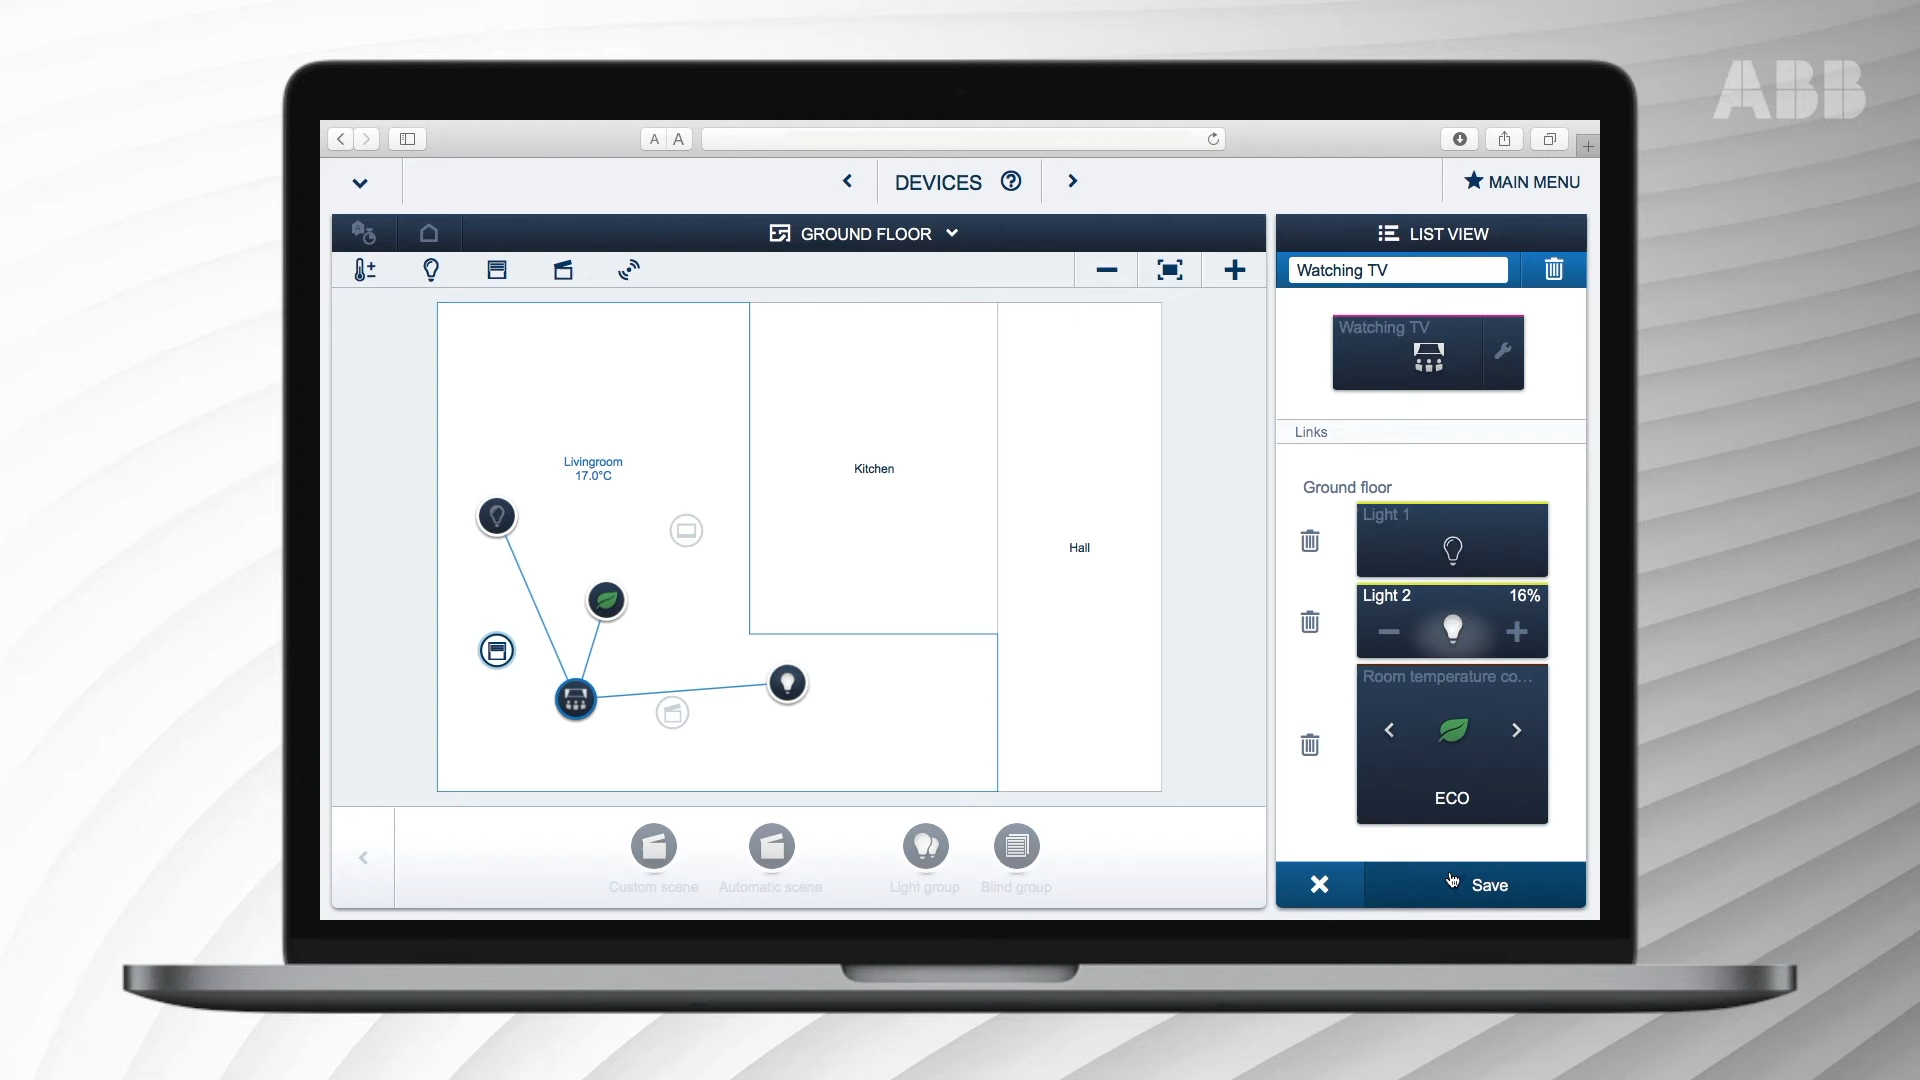 ABB
A A
DEVICES
MAIN MENU
GROUND FLOOR
LIST VIEW
Watching TV
Watching TV
Links
Livingroom
17.0°C
Kitchen
Hall
Ground floor
Light 1
Light 2 16%
Room temperature co...
ECO
Custom scene Automatic scene Light group Blind group
Save